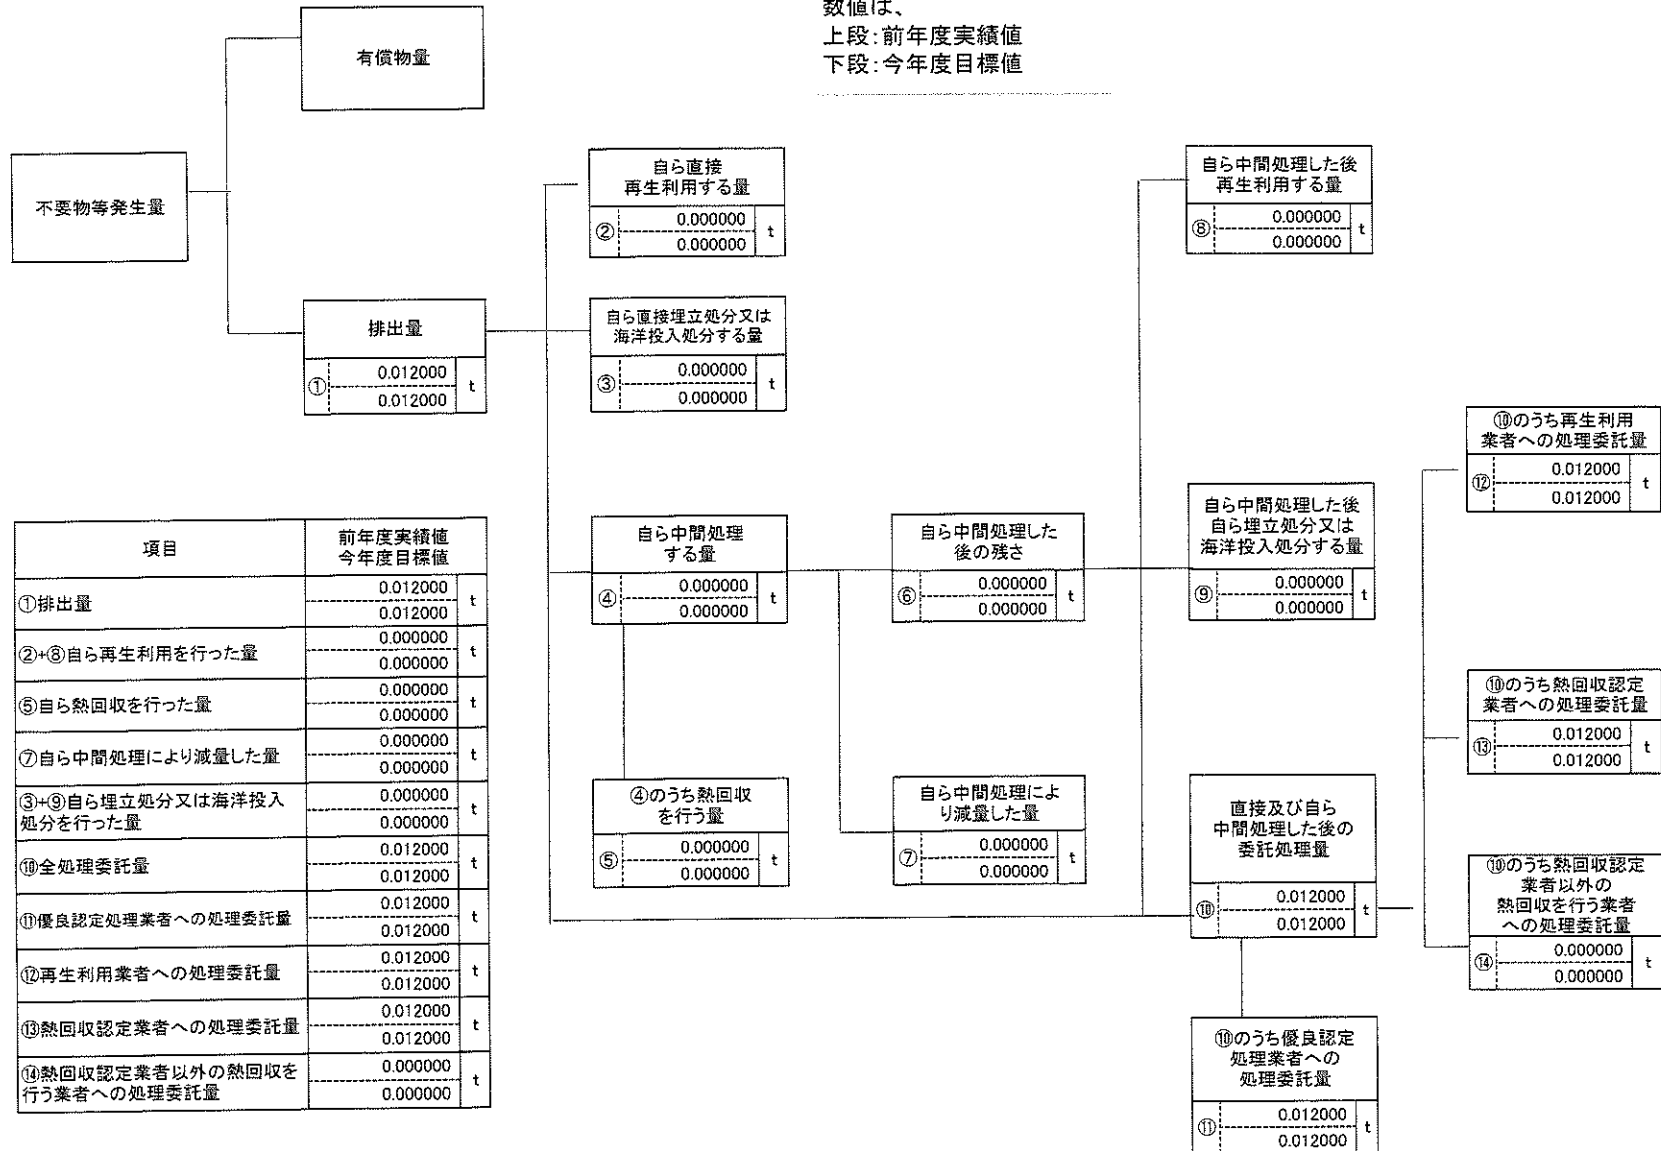 数値は、
上段:前年度実績値
下段:今年度目標値
有償物量
不要物等発生量
排出量
① 0.012000 t
0.012000
自ら直接
再生利用する量
② 0.000000 t
0.000000
自ら直接埋立処分又は
海洋投入処分する量
③ 0.000000 t
0.000000
自ら中間処理
する量
④ 0.000000 t
0.000000
④のうち熱回収
を行う量
⑤ 0.000000 t
0.000000
自ら中間処理した
後の残さ
⑥ 0.000000 t
0.000000
自ら中間処理によ
り減量した量
⑦ 0.000000 t
0.000000
自ら中間処理した後
再生利用する量
⑧ 0.000000 t
0.000000
自ら中間処理した後
自ら埋立処分又は
海洋投入処分する量
⑨ 0.000000 t
0.000000
直接及び自ら
中間処理した後の
委託処理量
⑩ 0.012000 t
0.012000
⑩のうち優良認定
処理業者への
処理委託量
⑪ 0.012000 t
0.012000
⑩のうち再生利用
業者への処理委託量
⑫ 0.012000 t
0.012000
⑩のうち熱回収認定
業者への処理委託量
⑬ 0.012000 t
0.012000
⑩のうち熱回収認定
業者以外の
熱回収を行う業者
への処理委託量
⑭ 0.000000 t
0.000000
項目
前年度実績値
今年度目標値
①排出量 0.012000 t
0.012000
②+⑧自ら再生利用を行った量 0.000000 t
0.000000
⑤自ら熱回収を行った量 0.000000 t
0.000000
⑦自ら中間処理により減量した量 0.000000 t
0.000000
③+⑨自ら埋立処分又は海洋投入 0.000000 t
処分を行った量 0.000000
⑩全処理委託量 0.012000 t
0.012000
⑪優良認定処理業者への処理委託量 0.012000 t
0.012000
⑫再生利用業者への処理委託量 0.012000 t
0.012000
⑬熱回収認定業者への処理委託量 0.012000 t
0.012000
⑭熱回収認定業者以外の熱回収を 0.000000 t
行う業者への処理委託量 0.000000